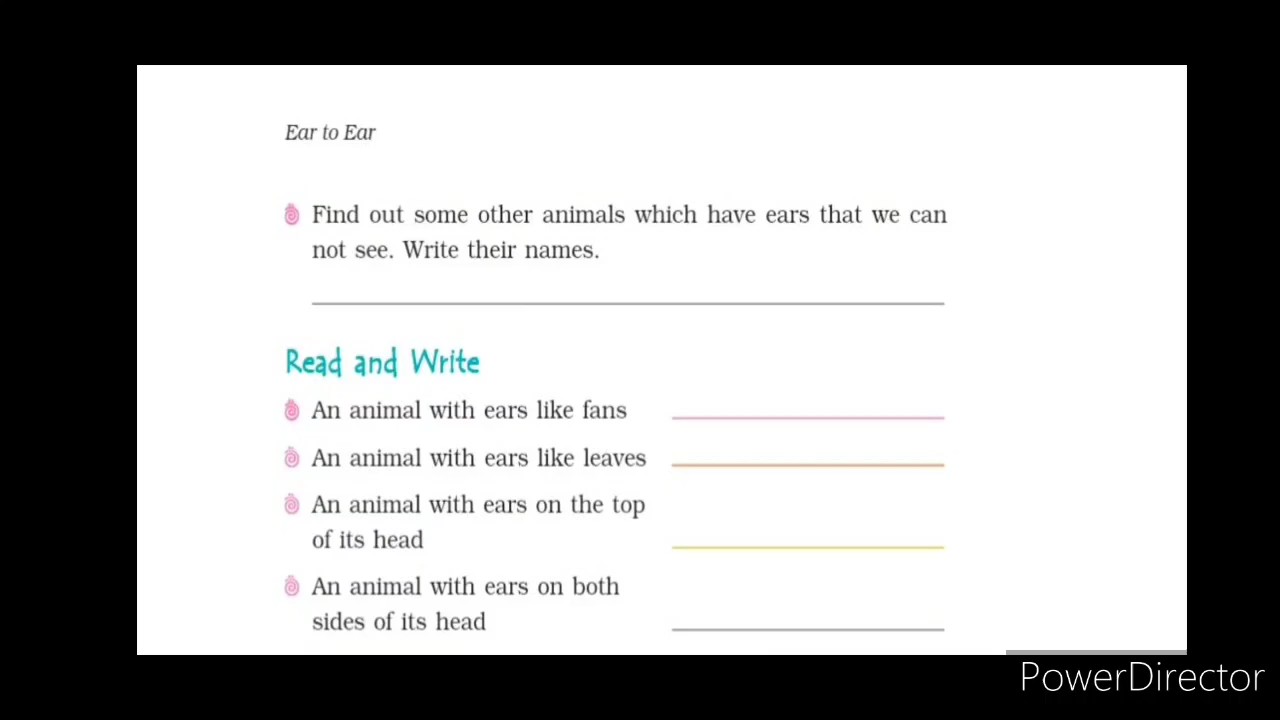 Ear to Ear
Find out some other animals which have ears that we can
not see. Write their names.
Read and Write
An animal with ears like fans
An animal with ears like leaves
An animal with ears on the top
of its head
An animal with ears on both
sides of its head
PowerDirector